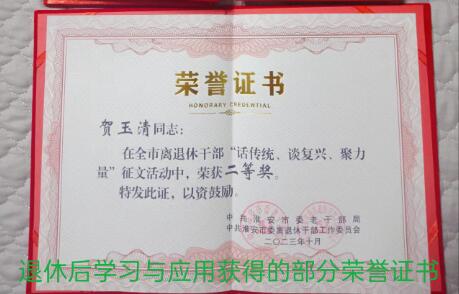 荣誉证书
HONORARY CREDENTIAL
贺玉清同志：
在全市离退休干部“话传统、谈复兴、聚力
量”征文活动中，荣获二等奖。
特发此证，以资鼓励。
中共淮安市委老干部局
中共淮安市委离退休干部工作委员会
二〇二三年十月
退休后学习与应用获得的部分荣誉证书